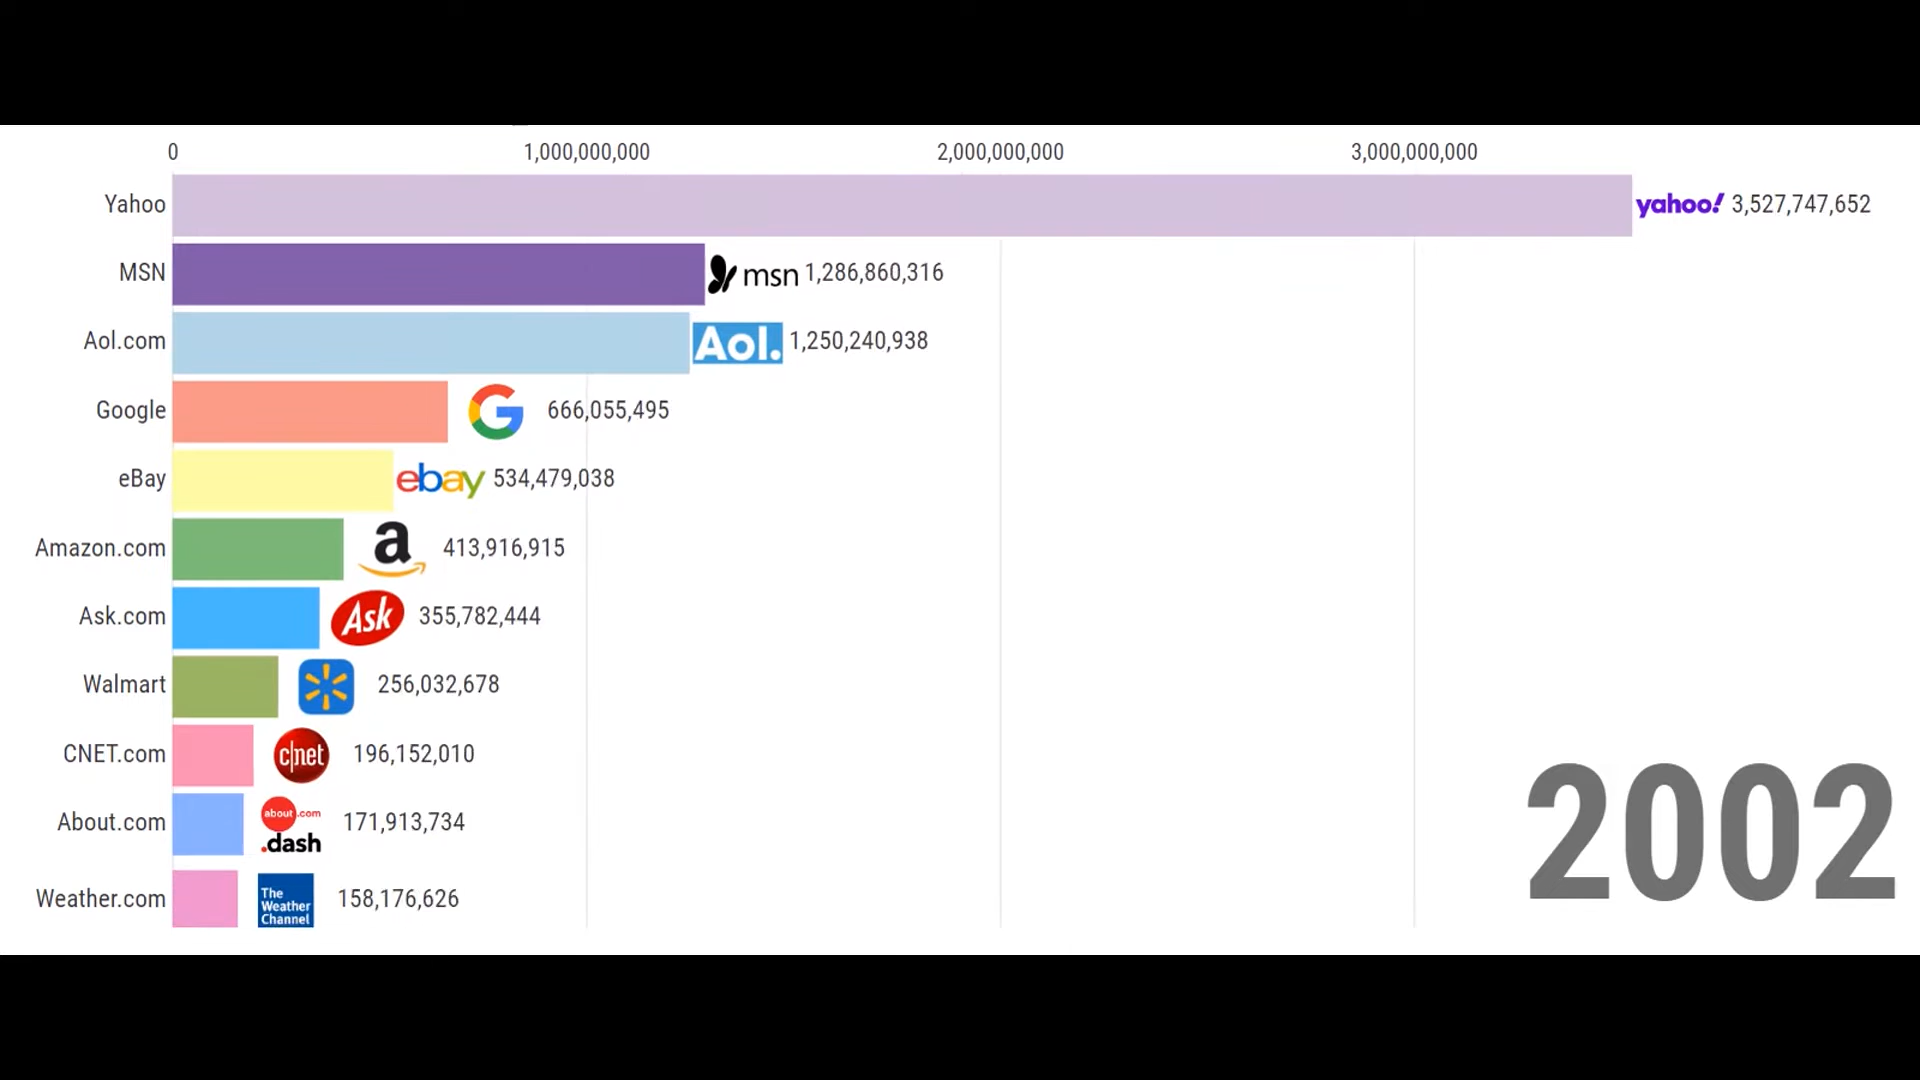 0 1,000,000,000 2,000,000,000 3,000,000,000
Yahoo yahoo! 3,527,747,652
MSN msn 1,286,860,316
Aol.com Aol. 1,250,240,938
Google G 666,055,495
eBay ebay 534,479,038
Amazon.com a 413,916,915
Ask.com Ask 355,782,444
Walmart 256,032,678
CNET.com c|net 196,152,010
About.com about.com .dash 171,913,734
Weather.com The Weather Channel 158,176,626
2002